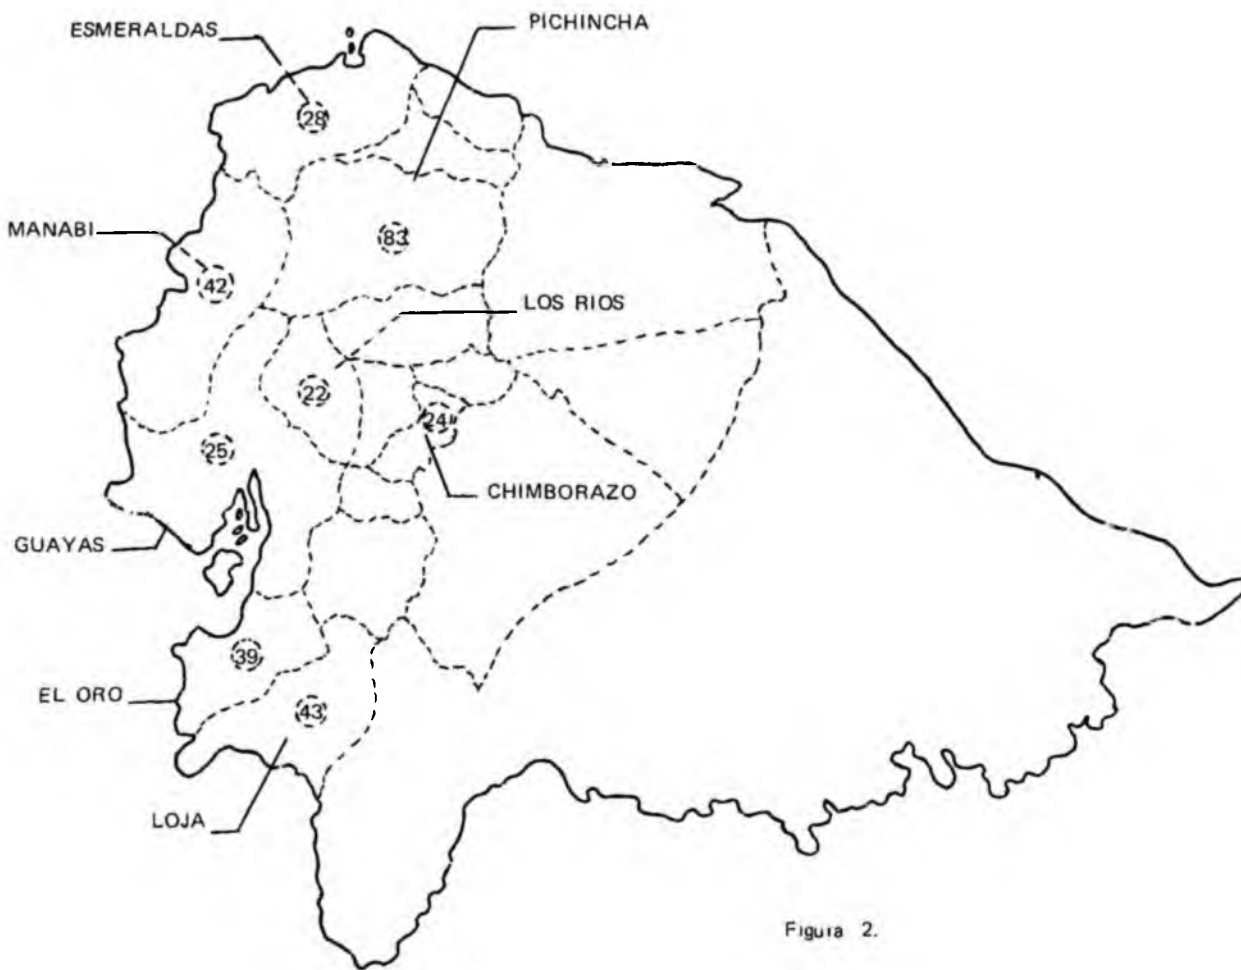 PICHINCHA
ESMERALDAS
28
MANABI
83
42
LOS RIOS
22
24
25
CHIMBORAZO
GUAYAS
39
EL ORO
43
LOJA
Figura 2.